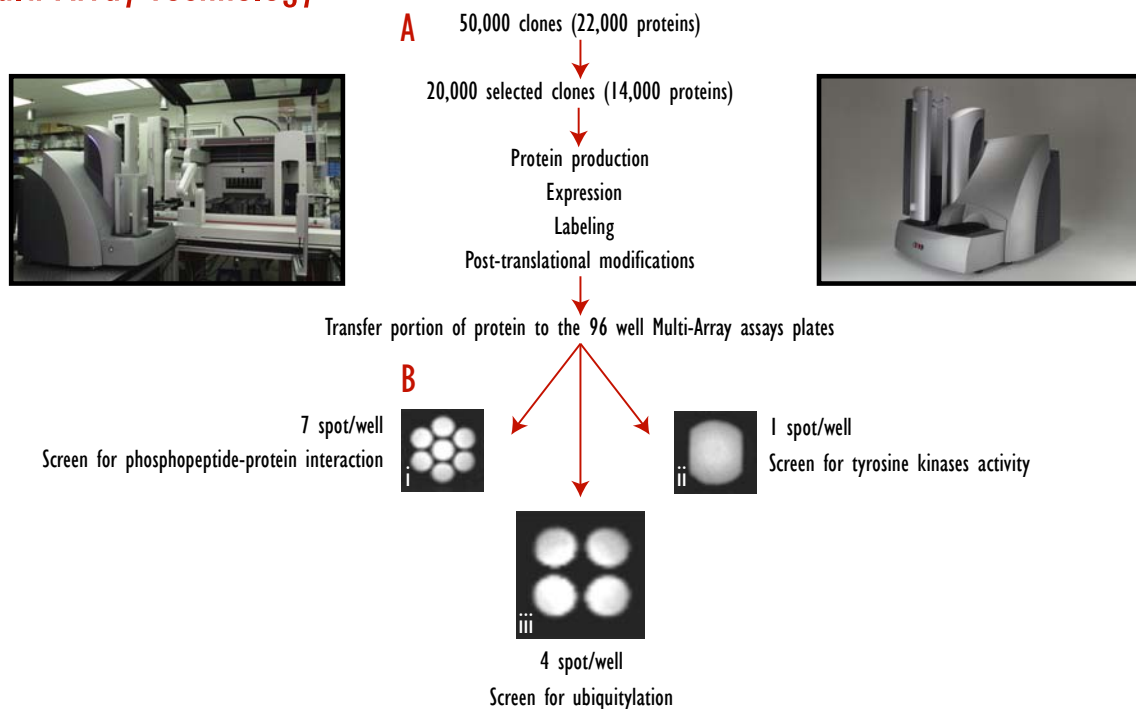 Array Technology
A
50,000 clones (22,000 proteins)
20,000 selected clones (14,000 proteins)
Protein production
Expression
Labeling
Post-translational modifications
Transfer portion of protein to the 96 well Multi-Array assays plates
B
7 spot/well
Screen for phosphopeptide-protein interaction
i
ii
1 spot/well
Screen for tyrosine kinases activity
iii
4 spot/well
Screen for ubiquitylation